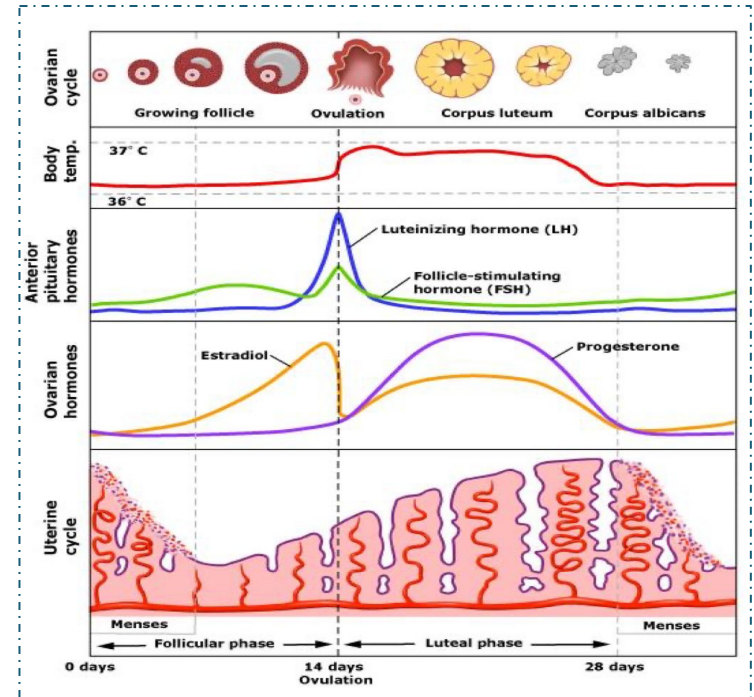 Ovarian
cycle
Growing follicle
Ovulation
Corpus luteum
Corpus albicans
Body
temp.
37° C
36° C
Anterior
pituitary
hormones
Luteinizing hormone (LH)
Follicle-stimulating
hormone (FSH)
Ovarian
hormones
Estradiol
Progesterone
Uterine
cycle
Menses
Menses
Follicular phase
Luteal phase
0 days
14 days
28 days
Ovulation